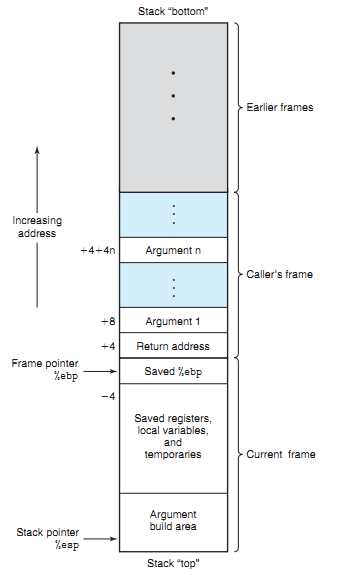 Stack "bottom"
Earlier frames
Increasing
address
+4+4n
Argument n
Caller's frame
+8
Argument 1
+4
Return address
Frame pointer
%ebp
Saved %ebp
−4
Saved registers,
local variables,
and
temporaries
Current frame
Argument
build area
Stack pointer
%esp
Stack "top"